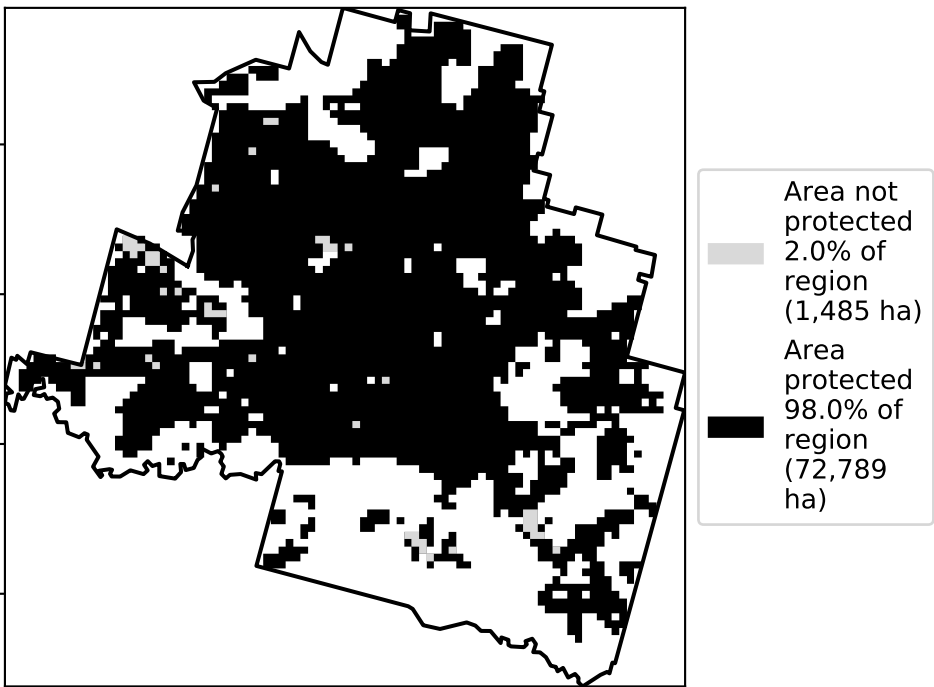 Area not
protected
2.0% of
region
(1,485 ha)
Area
protected
98.0% of
region
(72,789
ha)